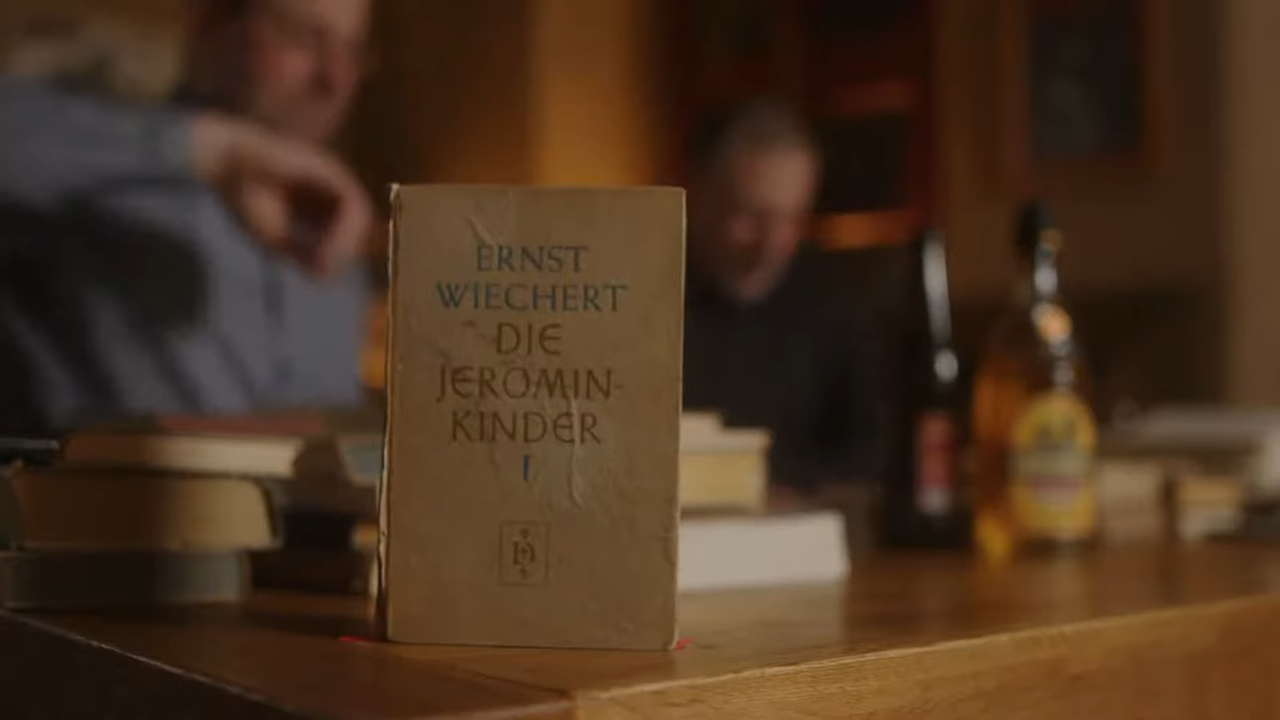 ERNST
WIECHERT
DIE
JEROMIN-
KINDER
I
D